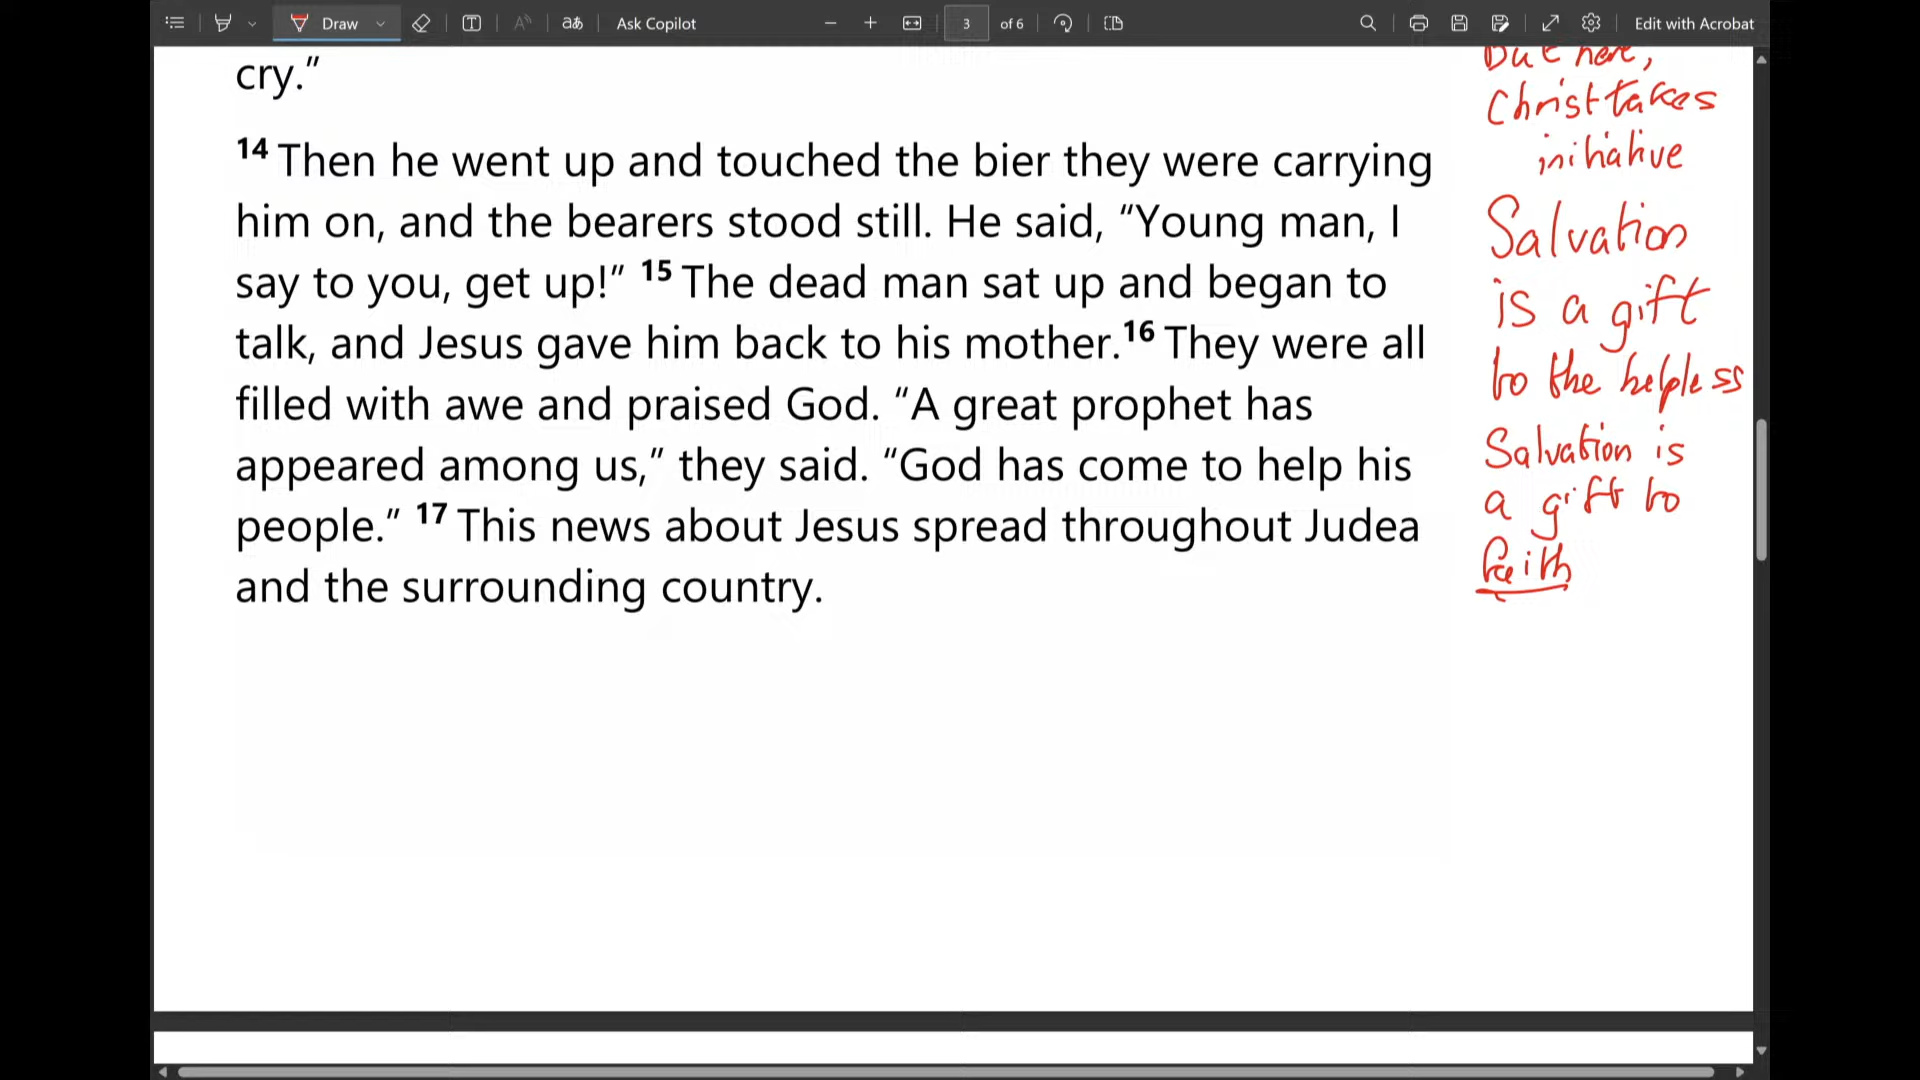 Draw
aあ
Ask Copilot
3 of 6
Edit with Acrobat
cry.”
14 Then he went up and touched the bier they were carrying
him on, and the bearers stood still. He said, “Young man, I
say to you, get up!” 15 The dead man sat up and began to
talk, and Jesus gave him back to his mother.16 They were all
filled with awe and praised God. “A great prophet has
appeared among us,” they said. “God has come to help his
people.” 17 This news about Jesus spread throughout Judea
and the surrounding country.
But here,
Christ takes
initiative
Salvation
is a gift
to the helpless
Salvation is
a gift to
faith